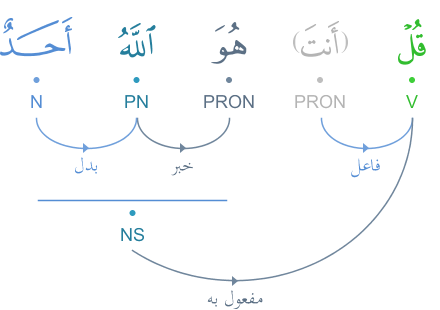 قُلْ (أَنتَ) هُوَ ٱللَّهُ أَحَدٌ
V PRON PRON PN N
فاعل خبر بدل
NS
مفعول به